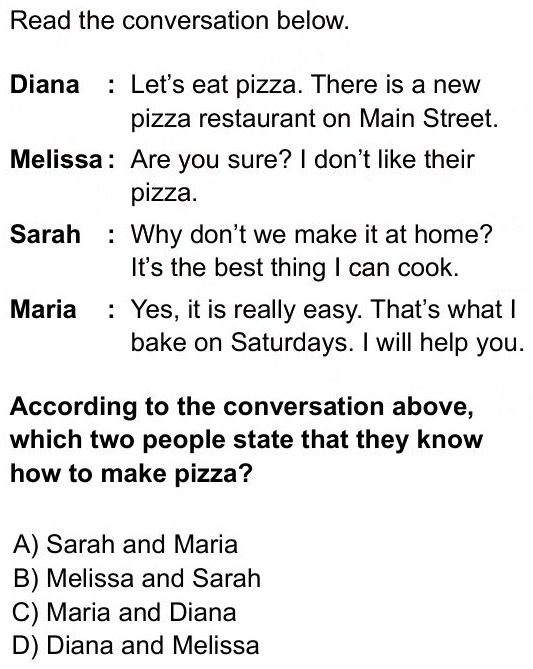 Read the conversation below.
Diana : Let's eat pizza. There is a new
pizza restaurant on Main Street.
Melissa : Are you sure? I don't like their
pizza.
Sarah : Why don't we make it at home?
It's the best thing I can cook.
Maria : Yes, it is really easy. That's what I
bake on Saturdays. I will help you.
According to the conversation above,
which two people state that they know
how to make pizza?
A) Sarah and Maria
B) Melissa and Sarah
C) Maria and Diana
D) Diana and Melissa